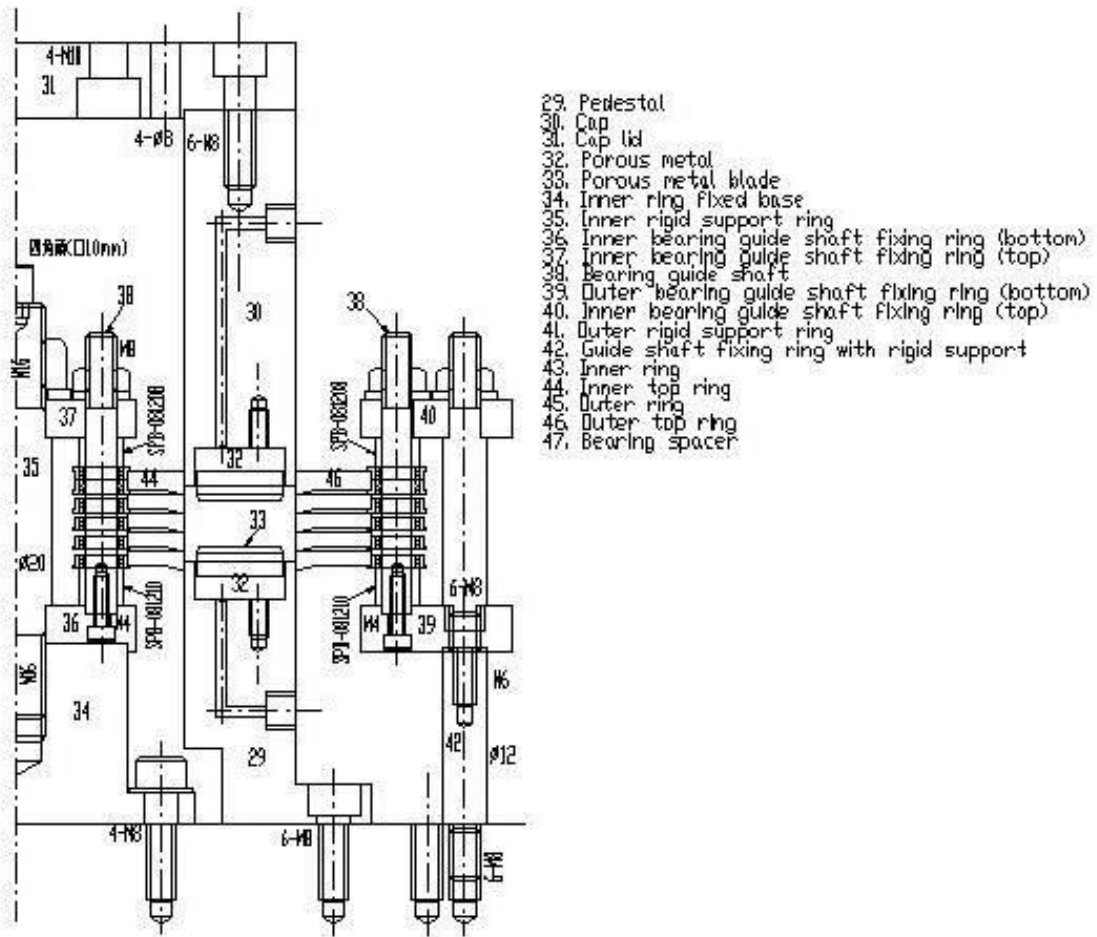 31
4-ø8
6-M8
38
M8
30
38
M16
37
SPB-081208
SPB-081208
40
35
44
32
46
33
ø20
32
6-M8
36
M4
SPB-081210
SPB-081210
M4
39
34
M6
42
29
ø12
4-M8
6-M8
6-M8
29. Pedestal
30. Cap
31. Cap lid
32. Porous metal
33. Porous metal blade
34. Inner ring fixed base
35. Inner rigid support ring
36. Inner bearing guide shaft fixing ring (bottom)
37. Inner bearing guide shaft fixing ring (top)
38. Bearing guide shaft
39. Outer bearing guide shaft fixing ring (bottom)
40. Inner bearing guide shaft fixing ring (top)
41. Outer rigid support ring
42. Guide shaft fixing ring with rigid support
43. Inner ring
44. Inner top ring
45. Outer ring
46. Outer top ring
47. Bearing spacer